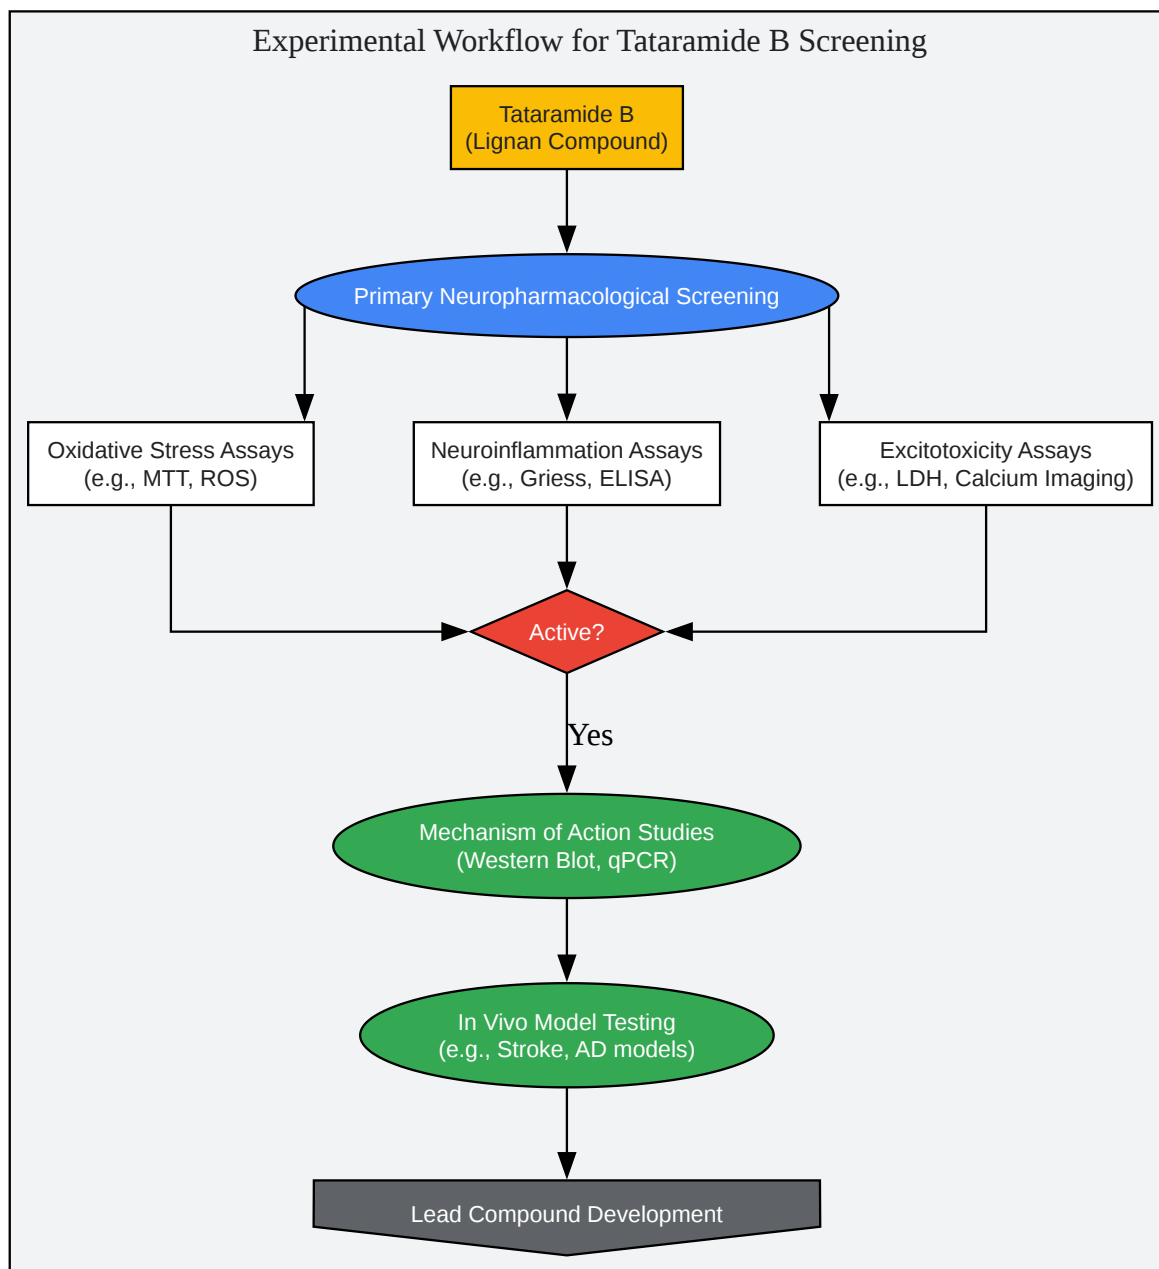 Experimental Workflow for Tataramide B Screening
Tataramide B
(Lignan Compound)
Primary Neuropharmacological Screening
Oxidative Stress Assays
(e.g., MTT, ROS)
Neuroinflammation Assays
(e.g., Griess, ELISA)
Excitotoxicity Assays
(e.g., LDH, Calcium Imaging)
Active?
Yes
Mechanism of Action Studies
(Western Blot, qPCR)
In Vivo Model Testing
(e.g., Stroke, AD models)
Lead Compound Development